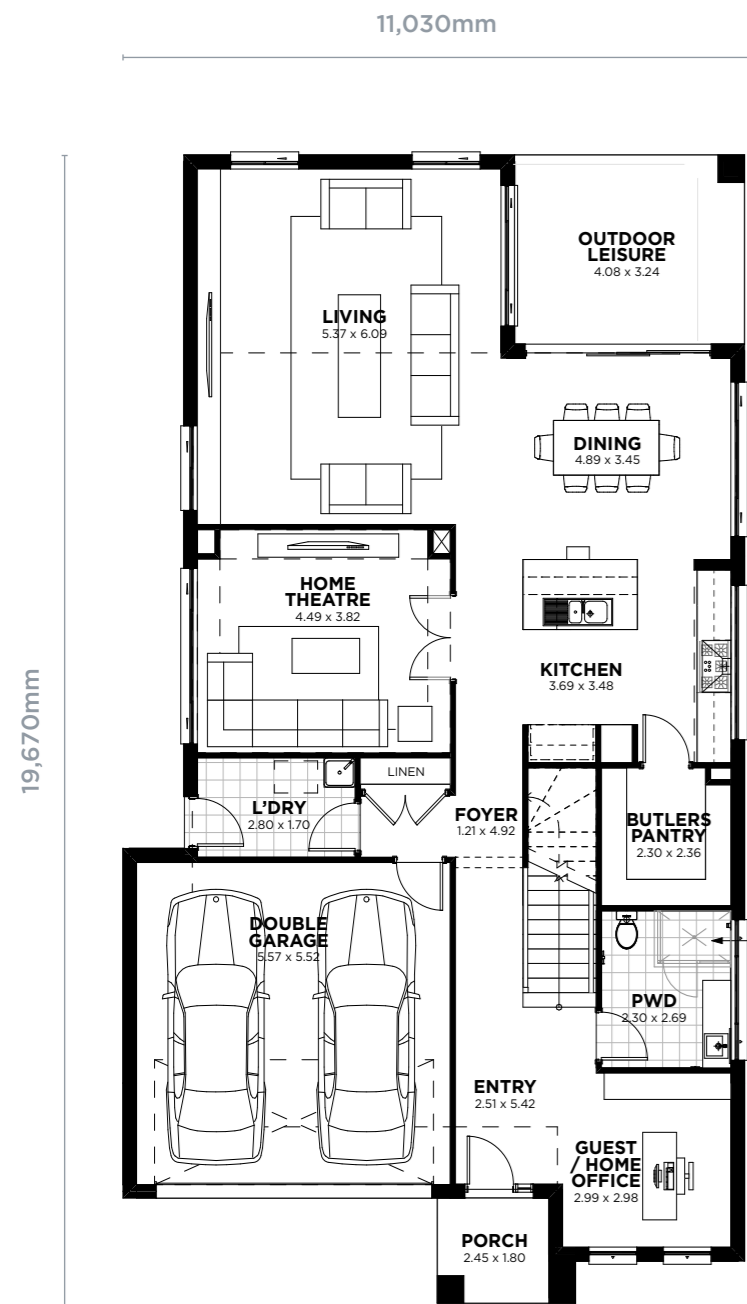 11,030mm
19,670mm
OUTDOOR
LEISURE
4.08 x 3.24
LIVING
5.37 x 6.09
DINING
4.89 x 3.45
HOME
THEATRE
4.49 x 3.82
KITCHEN
3.69 x 3.48
LINEN
L'DRY
2.80 x 1.70
FOYER
1.21 x 4.92
BUTLERS
PANTRY
2.30 x 2.36
DOUBLE
GARAGE
5.57 x 5.52
PWD
2.30 x 2.69
ENTRY
2.51 x 5.42
GUEST
/ HOME
OFFICE
2.99 x 2.98
PORCH
2.45 x 1.80